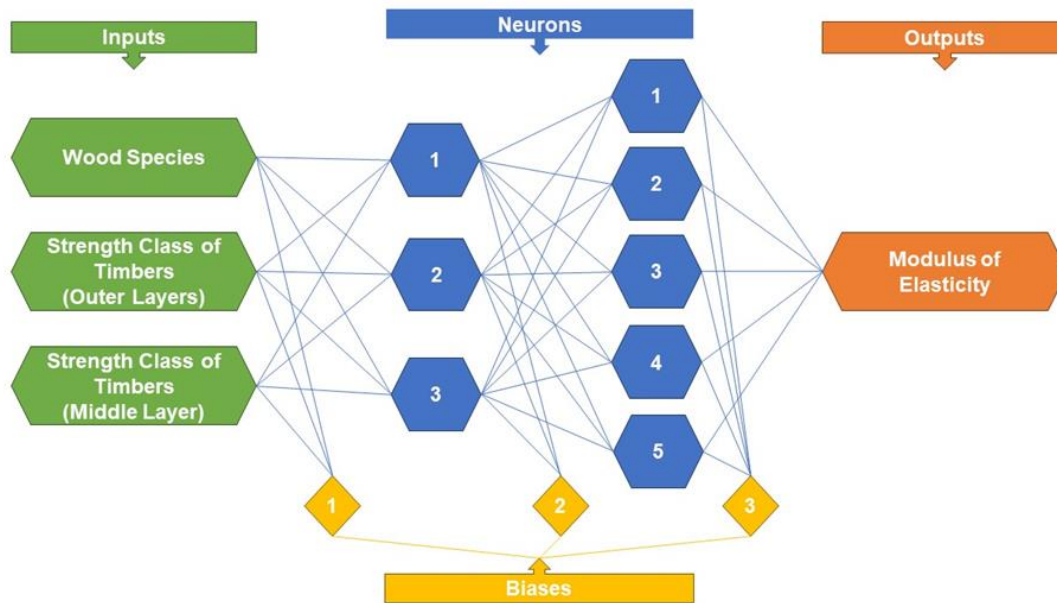 Inputs
Neurons
Outputs
Wood Species
Strength Class of
Timbers
(Outer Layers)
Strength Class of
Timbers
(Middle Layer)
1
2
3
1
2
3
4
5
Modulus of
Elasticity
1
2
3
Biases